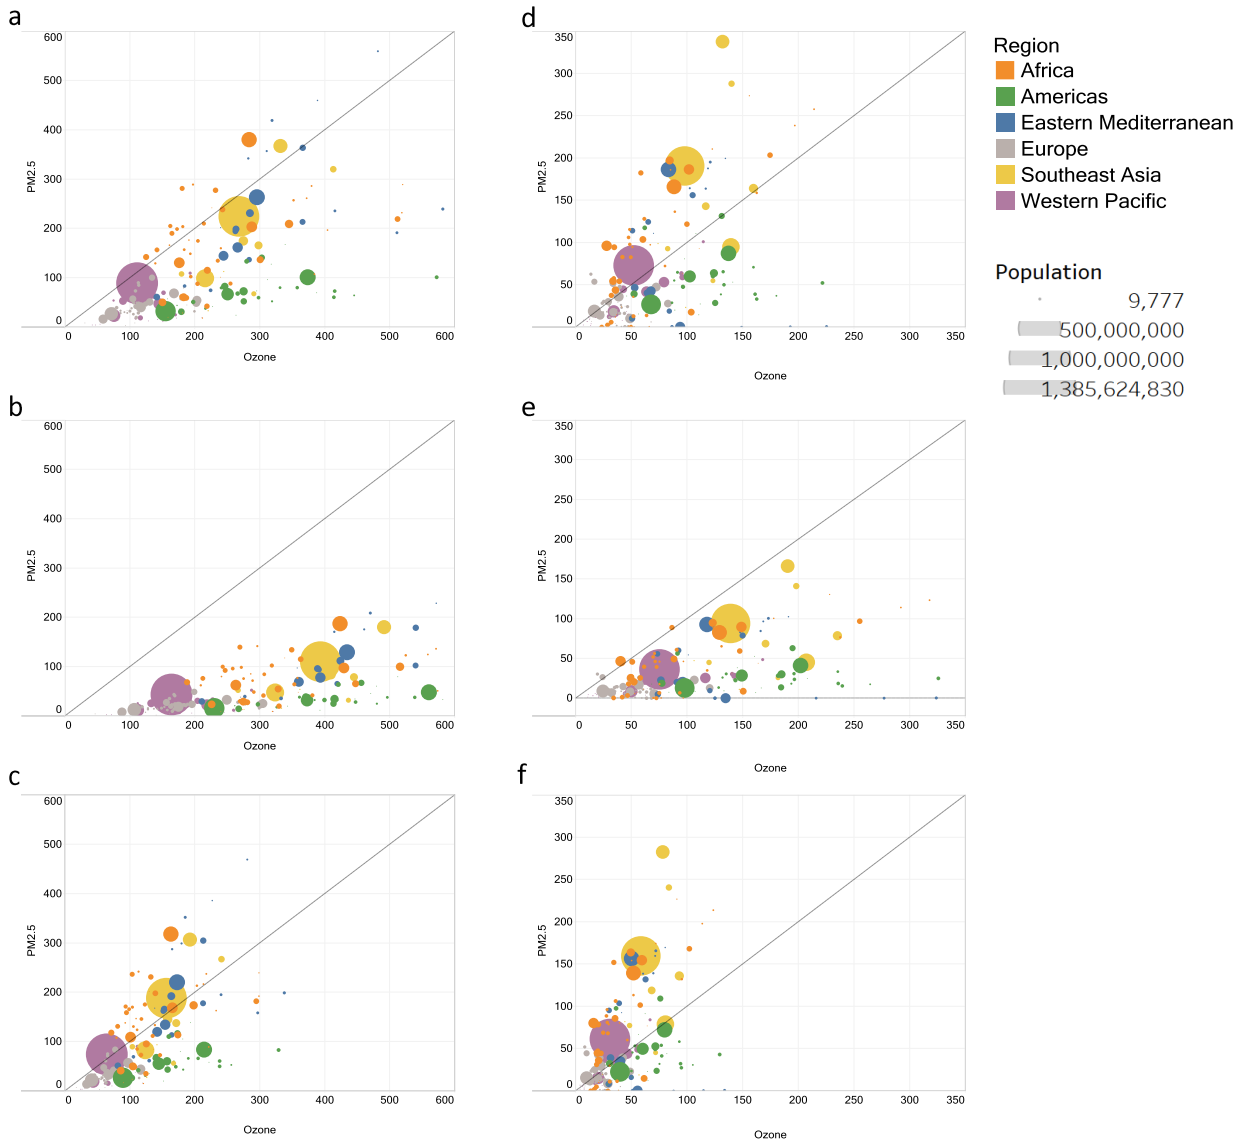 a
600
500
400
300
200
100
0
PM2.5
0 100 200 300 400 500 600
Ozone
d
350
300
250
200
150
100
50
0
PM2.5
0 50 100 150 200 250 300 350
Ozone
Region
Africa
Americas
Eastern Mediterranean
Europe
Southeast Asia
Western Pacific
Population
9,777
500,000,000
1,000,000,000
1,385,624,830
b
600
500
400
300
200
100
0
PM2.5
0 100 200 300 400 500 600
Ozone
e
350
300
250
200
150
100
50
0
PM2.5
0 50 100 150 200 250 300 350
Ozone
c
600
500
400
300
200
100
0
PM2.5
0 100 200 300 400 500 600
Ozone
f
350
300
250
200
150
100
50
0
PM2.5
0 50 100 150 200 250 300 350
Ozone